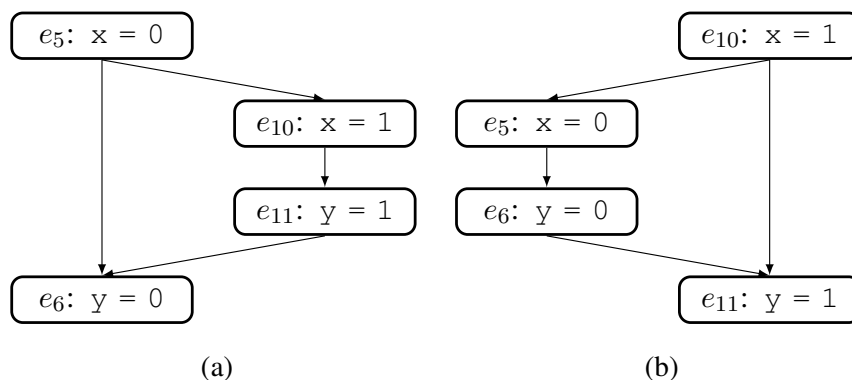 e5: x = 0
e10: x = 1
e11: y = 1
e6: y = 0
(a)
e10: x = 1
e5: x = 0
e6: y = 0
e11: y = 1
(b)